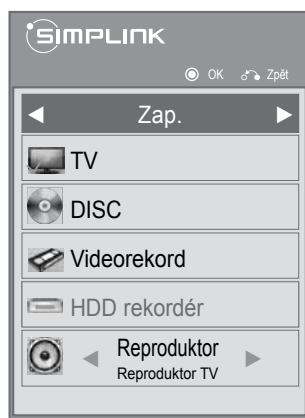 SIMPLINK
OK Zpět
Zap.
TV
DISC
Videorekord
HDD rekordér
Reproduktor
Reproduktor TV